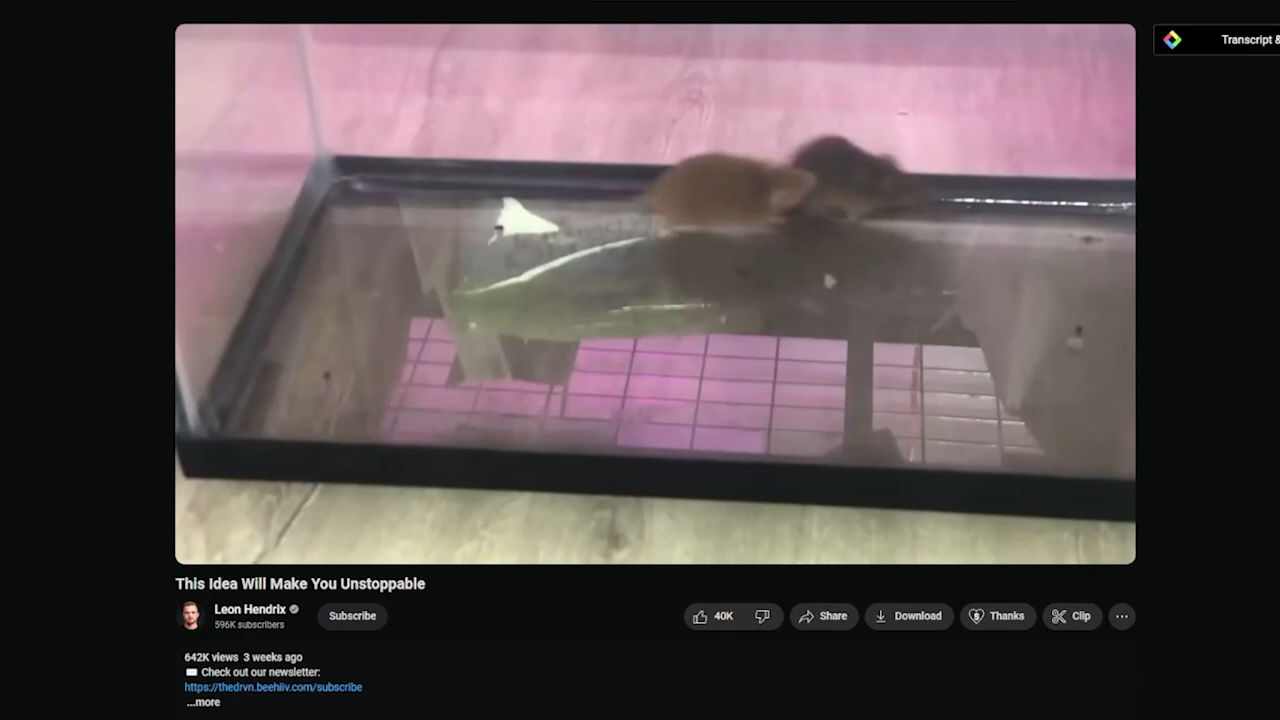 Transcript &
This Idea Will Make You Unstoppable
Leon Hendrix
596K subscribers
Subscribe
40K
Share
Download
Thanks
Clip
642K views 3 weeks ago
Check out our newsletter:
https://thedrvn.beehiiv.com/subscribe
...more